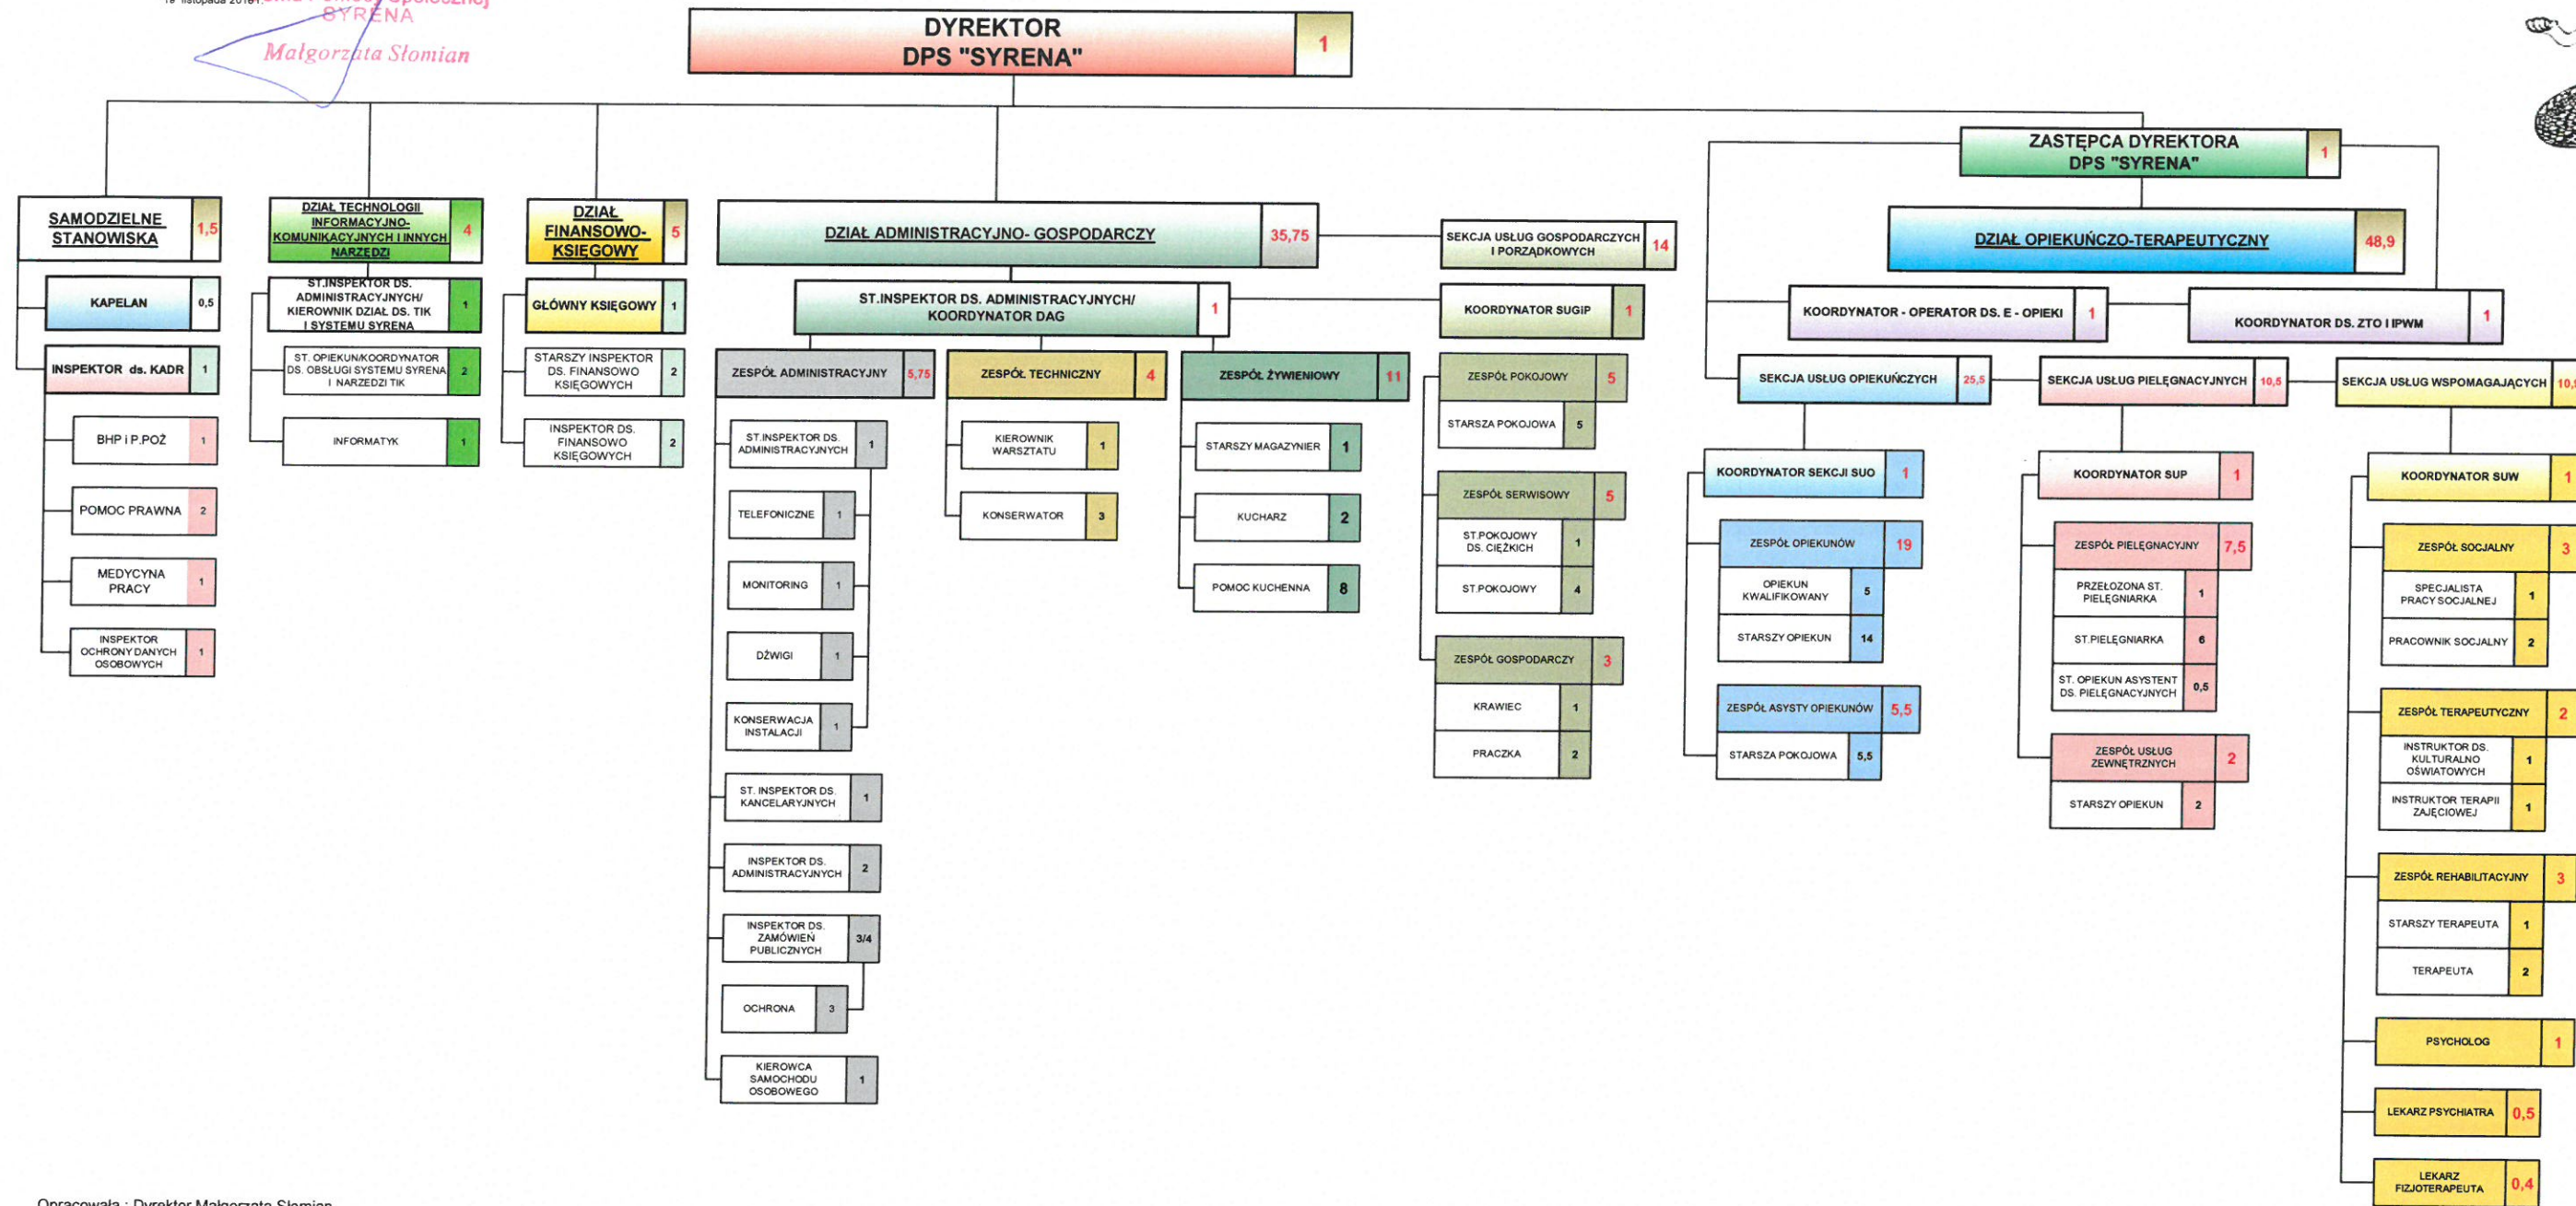 19 listopada
SYRENA
Małgorzata Słomian
DYREKTOR
DPS "SYRENA"
1
ZASTĘPCA DYREKTORA
DPS "SYRENA"
1
SAMODZIELNE
STANOWISKA
1,5
KAPELAN
0,5
INSPEKTOR ds. KADR
1
BHP i P.POŻ
1
POMOC PRAWNA
2
MEDYCYNA
PRACY
1
INSPEKTOR
OCHRONY DANYCH
OSOBOWYCH
1
DZIAŁ TECHNOLOGII
INFORMACYJNO-
KOMUNIKACYJNYCH I INNYCH
NARZĘDZI
4
ST.INSPEKTOR DS.
ADMINISTRACYJNYCH/
KIEROWNIK DZIAŁ DS. TIK
I SYSTEMU SYRENA
1
ST. OPIEKUN/KOORDYNATOR
DS. OBSŁUGI SYSTEMU SYRENA
I NARZEDZI TIK
2
INFORMATYK
1
DZIAŁ
FINANSOWO-
KSIĘGOWY
5
GŁÓWNY KSIĘGOWY
1
STARSZY INSPEKTOR
DS. FINANSOWO
KSIĘGOWYCH
2
INSPEKTOR DS.
FINANSOWO
KSIĘGOWYCH
2
DZIAŁ ADMINISTRACYJNO- GOSPODARCZY
35,75
ST.INSPEKTOR DS. ADMINISTRACYJNYCH/
KOORDYNATOR DAG
1
ZESPÓŁ ADMINISTRACYJNY
5,75
ST.INSPEKTOR DS.
ADMINISTRACYJNYCH
1
TELEFONICZNE
1
MONITORING
1
DŹWIGI
1
KONSERWACJA
INSTALACJI
1
ST. INSPEKTOR DS.
KANCELARYJNYCH
1
INSPEKTOR DS.
ADMINISTRACYJNYCH
2
INSPEKTOR DS.
ZAMÓWIEŃ
PUBLICZNYCH
3/4
OCHRONA
3
KIEROWCA
SAMOCHODU
OSOBOWEGO
1
ZESPÓŁ TECHNICZNY
4
KIEROWNIK
WARSZTATU
1
KONSERWATOR
3
ZESPÓŁ ŻYWIENIOWY
11
STARSZY MAGAZYNIER
1
KUCHARZ
2
POMOC KUCHENNA
8
SEKCJA USŁUG GOSPODARCZYCH
I PORZĄDKOWYCH
14
KOORDYNATOR SUGIP
1
ZESPÓŁ POKOJOWY
5
STARSZA POKOJOWA
5
ZESPÓŁ SERWISOWY
5
ST.POKOJOWY
DS. CIĘŻKICH
1
ST.POKOJOWY
4
ZESPÓŁ GOSPODARCZY
3
KRAWIEC
1
PRACZKA
2
DZIAŁ OPIEKUŃCZO-TERAPEUTYCZNY
48,9
KOORDYNATOR - OPERATOR DS. E - OPIEKI
1
KOORDYNATOR DS. ZTO I IPWM
1
SEKCJA USŁUG OPIEKUŃCZYCH
25,5
KOORDYNATOR SEKCJI SUO
1
ZESPÓŁ OPIEKUNÓW
19
OPIEKUN
KWALIFIKOWANY
5
STARSZY OPIEKUN
14
ZESPÓŁ ASYSTY OPIEKUNÓW
5,5
STARSZA POKOJOWA
5,5
SEKCJA USŁUG PIELĘGNACYJNYCH
10,5
KOORDYNATOR SUP
1
ZESPÓŁ PIELĘGNACYJNY
7,5
PRZEŁOZONA ST.
PIELĘGNIARKA
1
ST.PIELĘGNIARKA
6
ST. OPIEKUN ASYSTENT
DS. PIELĘGNACYJNYCH
0,5
ZESPÓŁ USŁUG
ZEWNĘTRZNYCH
2
STARSZY OPIEKUN
2
SEKCJA USŁUG WSPOMAGAJĄCYCH
KOORDYNATOR SUW
1
ZESPÓŁ SOCJALNY
3
SPECJALISTA
PRACY SOCJALNEJ
1
PRACOWNIK SOCJALNY
2
ZESPÓŁ TERAPEUTYCZNY
2
INSTRUKTOR DS.
KULTURALNO
OŚWIATOWYCH
1
INSTRUKTOR TERAPII
ZAJĘCIOWEJ
1
ZESPÓŁ REHABILITACYJNY
3
STARSZY TERAPEUTA
1
TERAPEUTA
2
PSYCHOLOG
1
LEKARZ PSYCHIATRA
0,5
LEKARZ
FIZJOTERAPEUTA
0,4
Opracowała : Dyrektor Małgorzata Słomian